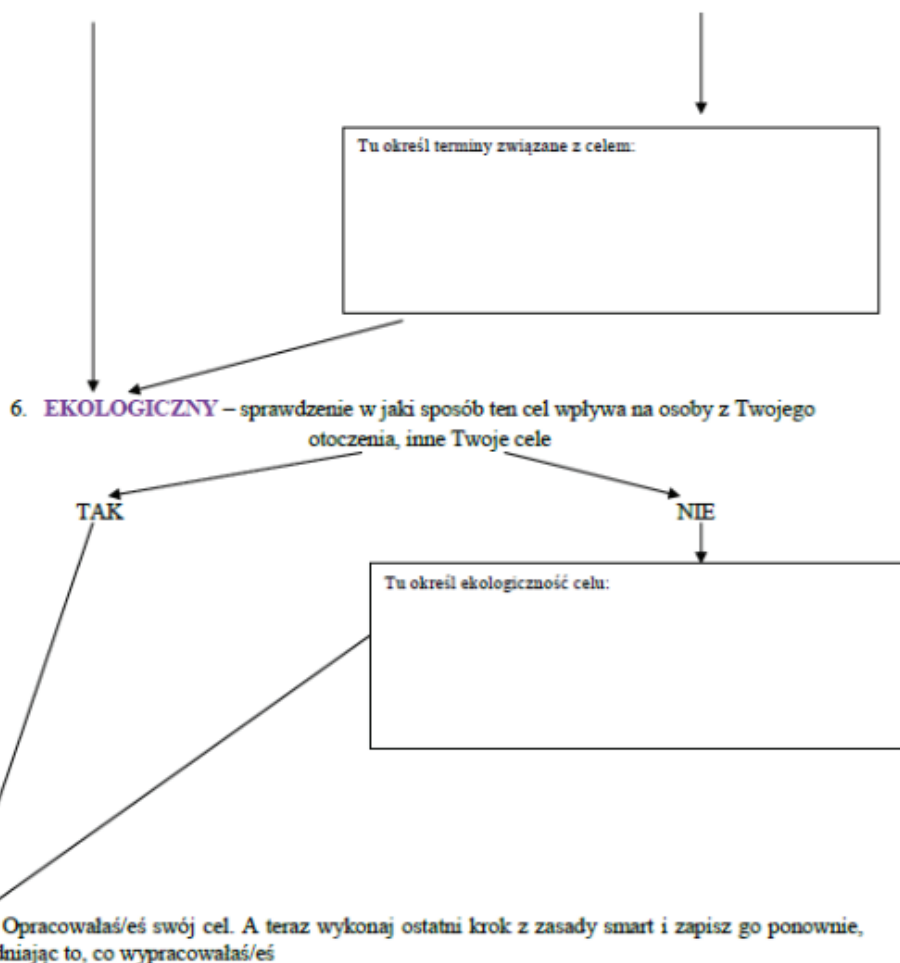 Tu określ terminy związane z celem:
6. EKOLOGICZNY – sprawdzenie w jaki sposób ten cel wpływa na osoby z Twojego
otoczenia, inne Twoje cele
TAK
NIE
Tu określ ekologiczność celu:
Opracowałaś/eś swój cel. A teraz wykonaj ostatni krok z zasady smart i zapisz go ponownie,
dniając to, co wypracowałaś/eś